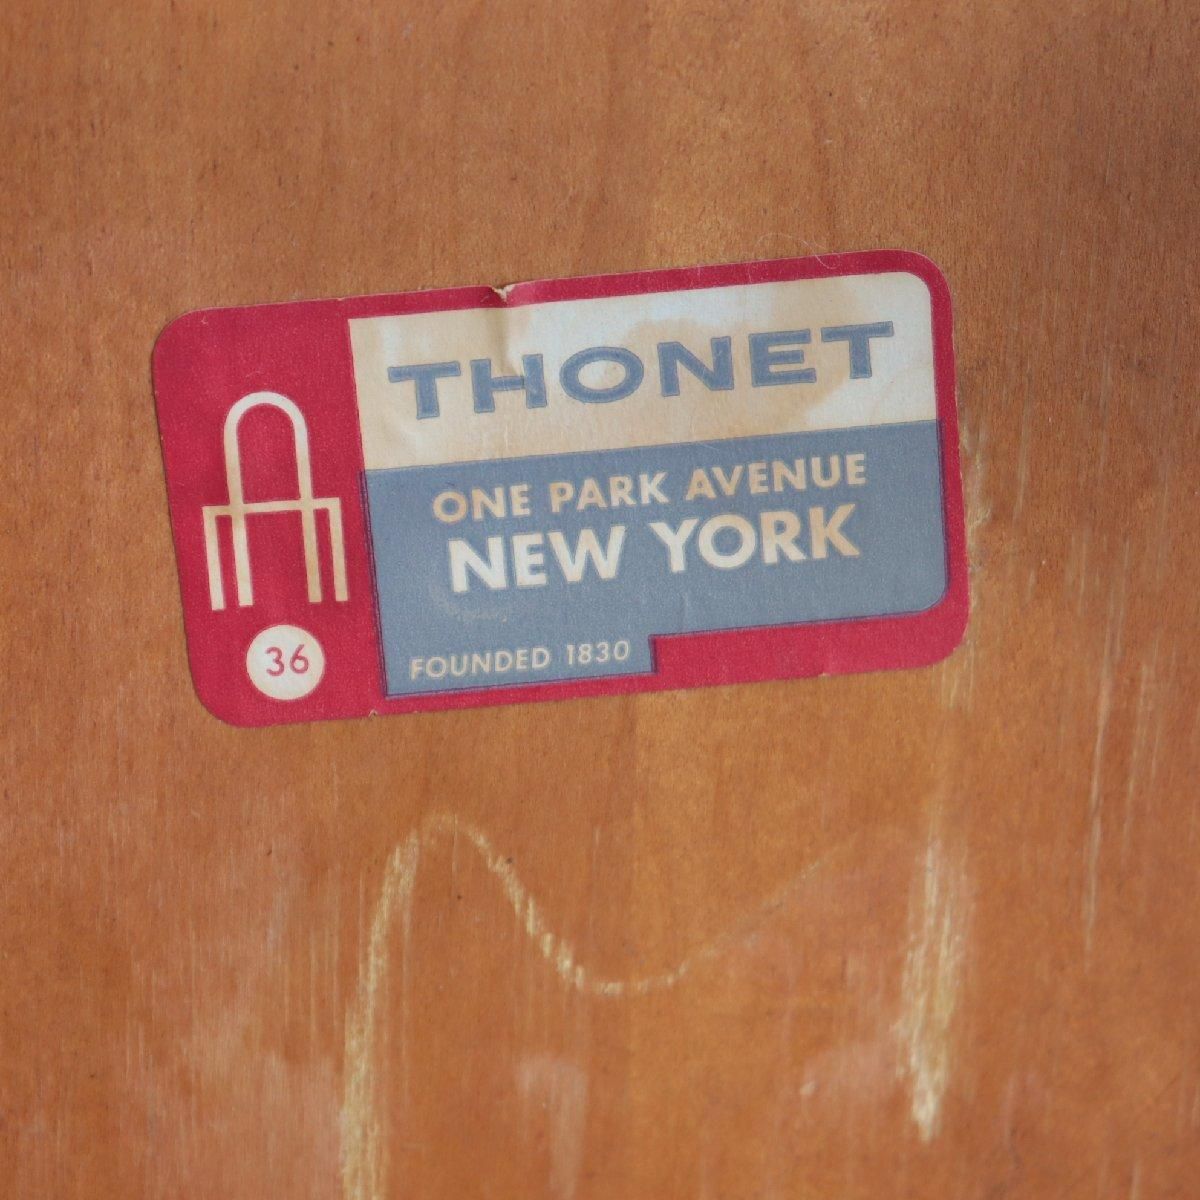 THONET
ONE PARK AVENUE
NEW YORK
FOUNDED 1830
36